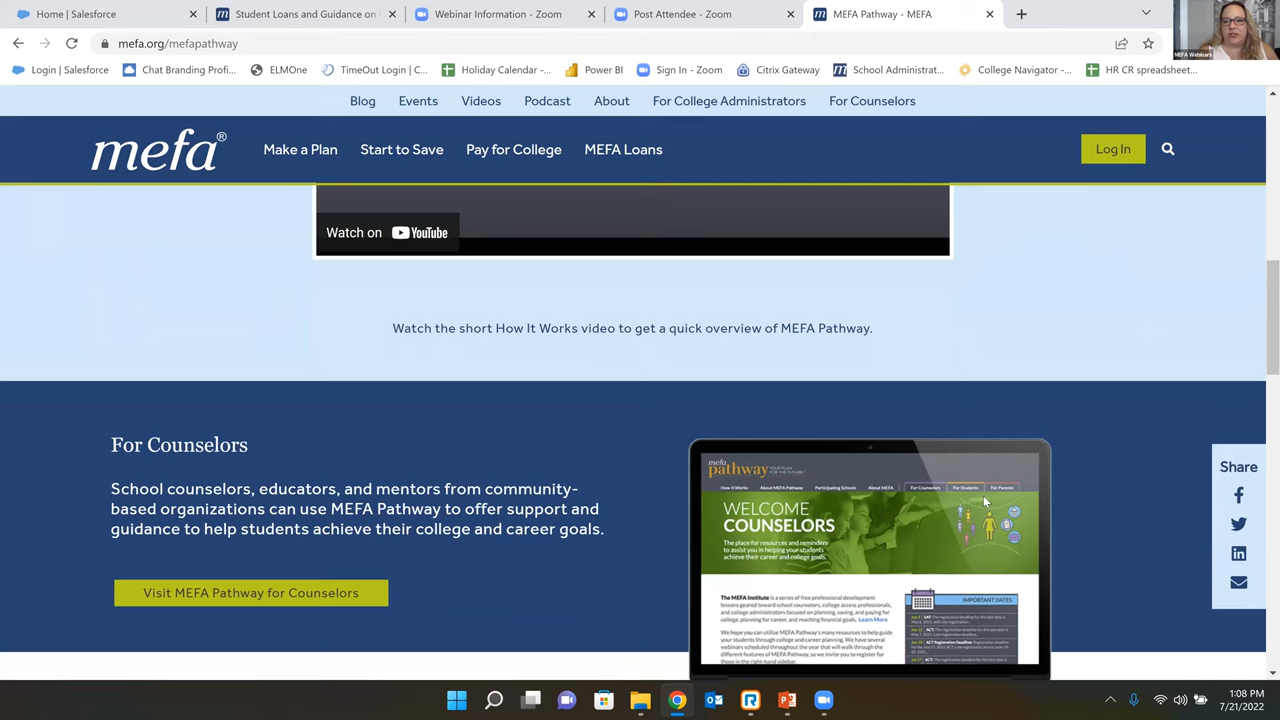 Home | Salesforce
Student Loans and Guidance on
Webinar Information - Zoom
Post Attendee - Zoom
MEFA Pathway - MEFA
mefa.org/mefapathway
MEFA Webinars
Login | Salesforce
Chat Branding Profi...
ELMOne
TimeOut Login | C...
Exit
Power BI
Sign In - Zoom
Citrix Gateway
School Administrat...
College Navigator -...
HR CR spreadsheet...
Blog
Events
Videos
Podcast
About
For College Administrators
For Counselors
mefa®
Make a Plan
Start to Save
Pay for College
MEFA Loans
Log In
Watch on YouTube
Watch the short How It Works video to get a quick overview of MEFA Pathway.
For Counselors
School counselors, educators, and mentors from community-
based organizations can use MEFA Pathway to offer support and
guidance to help students achieve their college and career goals.
Visit MEFA Pathway for Counselors
Share
mefa
pathway
YOUR PLAN
FOR THE FUTURE
How It Works
About MEFA Pathway
Participating Schools
About MEFA
For Counselors
For Students
For Parents
WELCOME
COUNSELORS
The place for resources and reminders
to assist you in helping your students
achieve their career and college goals.
The MEFA Institute is a series of free professional development
lessons geared toward school counselors, college access professionals,
and college administrators focused on planning, saving, and paying for
college, planning for career, and reaching financial goals. Learn More
We hope you can utilize MEFA Pathway's many resources to help guide
your students through college and career planning. We have several
webinars scheduled throughout the year that will walk through the
different features of MEFA Pathway, so we invite you to register for
those in the right-hand sidebar.
IMPORTANT DATES
1:08 PM
7/21/2022